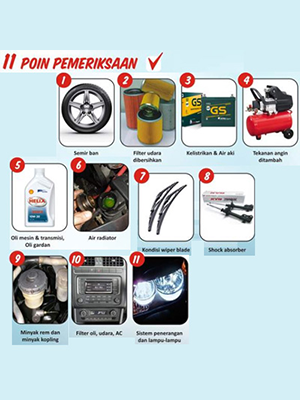 11 POIN PEMERIKSAAN
1
2
3
4
GS
GS
Semir ban
Filter udara
dibersihkan
Kelistrikan & Air aki
Tekanan angin
ditambah
5
6
7
8
HELIX
Oli mesin & transmisi,
Oli gardan
Air radiator
Kondisi wiper blade
Shock absorber
9
10
11
Minyak rem dan
minyak kopling
Filter oli, udara, AC
Sistem penerangan
dan lampu-lampu